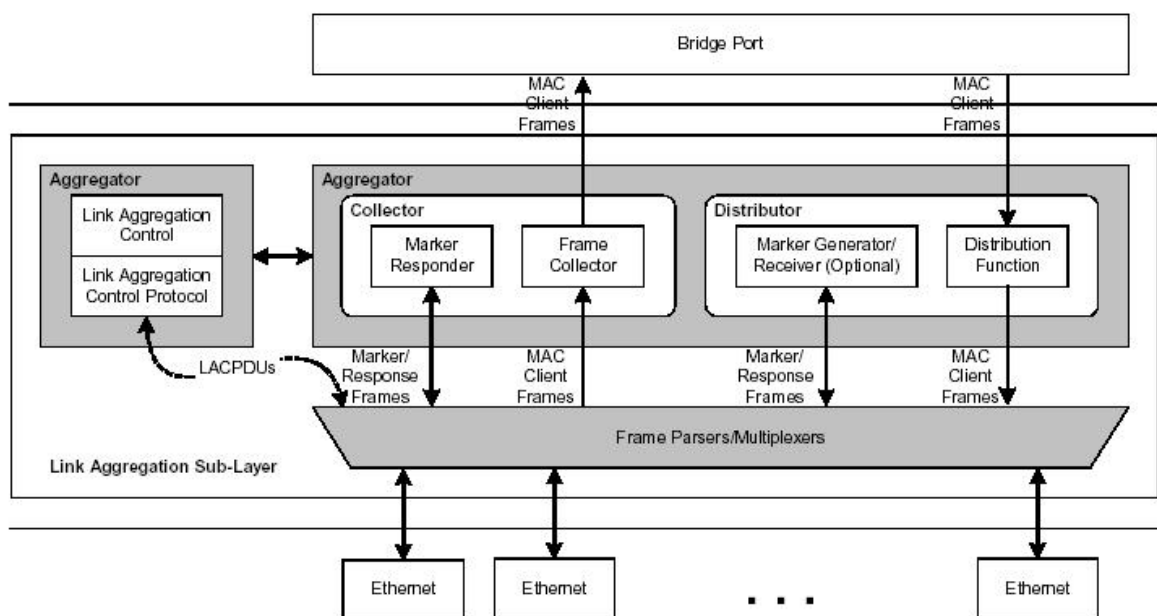 Bridge Port
MAC
Client
Frames
MAC
Client
Frames
Aggregator
Link Aggregation
Control
Link Aggregation
Control Protocol
Aggregator
Collector
Marker
Responder
Frame
Collector
Distributor
Marker Generator/
Receiver (Optional)
Distribution
Function
LACPDUs
Marker/
Response
Frames
MAC
Client
Frames
Marker/
Response
Frames
MAC
Client
Frames
Frame Parsers/Multiplexers
Link Aggregation Sub-Layer
Ethernet
Ethernet
. . .
Ethernet